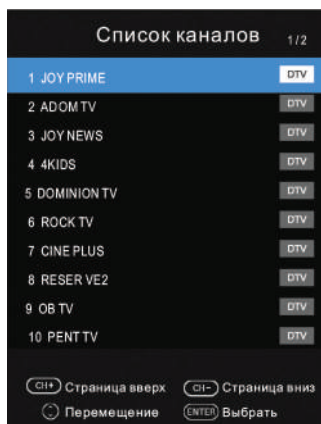 Список каналов 1/2
1 JOY PRIME DTV
2 ADOM TV DTV
3 JOY NEWS DTV
4 4KIDS DTV
5 DOMINION TV DTV
6 ROCK TV DTV
7 CINE PLUS DTV
8 RESER VE2 DTV
9 OB TV DTV
10 PENT TV DTV
CH+ Страница вверх CH- Страница вниз
Перемещение ENTER Выбрать